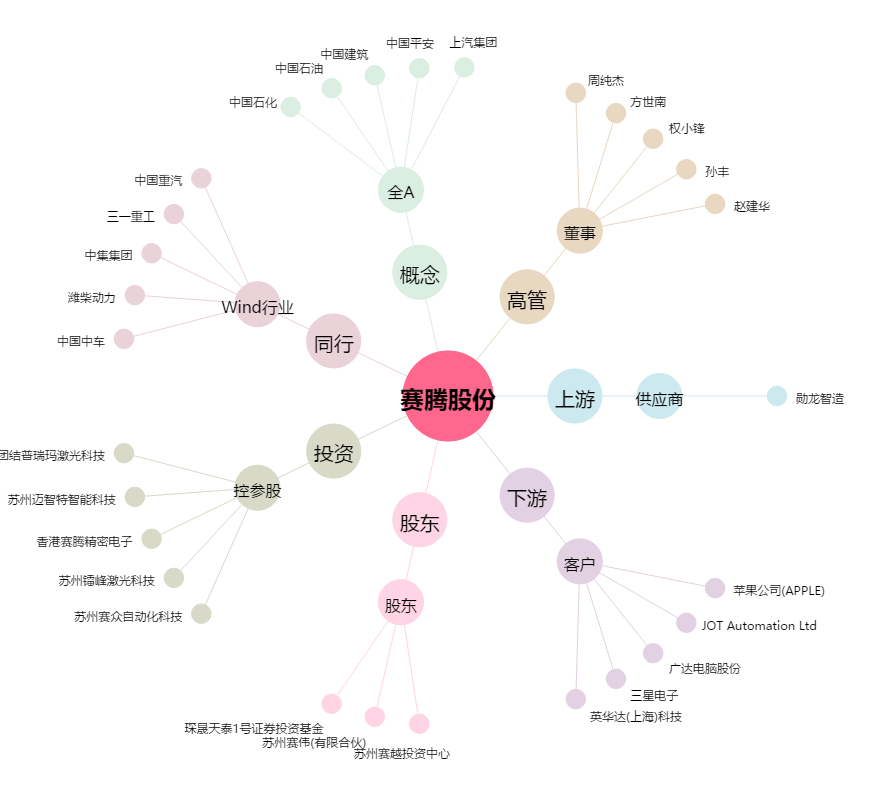 上汽集团
中国平安
中国建筑
中国石油
中国石化
周纯杰
方世南
权小锋
孙丰
赵建华
全A
董事
概念
高管
中国重汽
三一重工
中集集团
潍柴动力
中国中车
Wind行业
同行
赛腾股份
上游
供应商
勋龙智造
投资
控参股
团结普瑞玛激光科技
苏州迈智特智能科技
香港赛腾精密电子
苏州镭峰激光科技
苏州赛众自动化科技
股东
股东
琛晟天泰1号证券投资基金
苏州赛伟(有限合伙)
苏州赛越投资中心
下游
客户
苹果公司(APPLE)
JOT Automation Ltd
广达电脑股份
三星电子
英华达(上海)科技